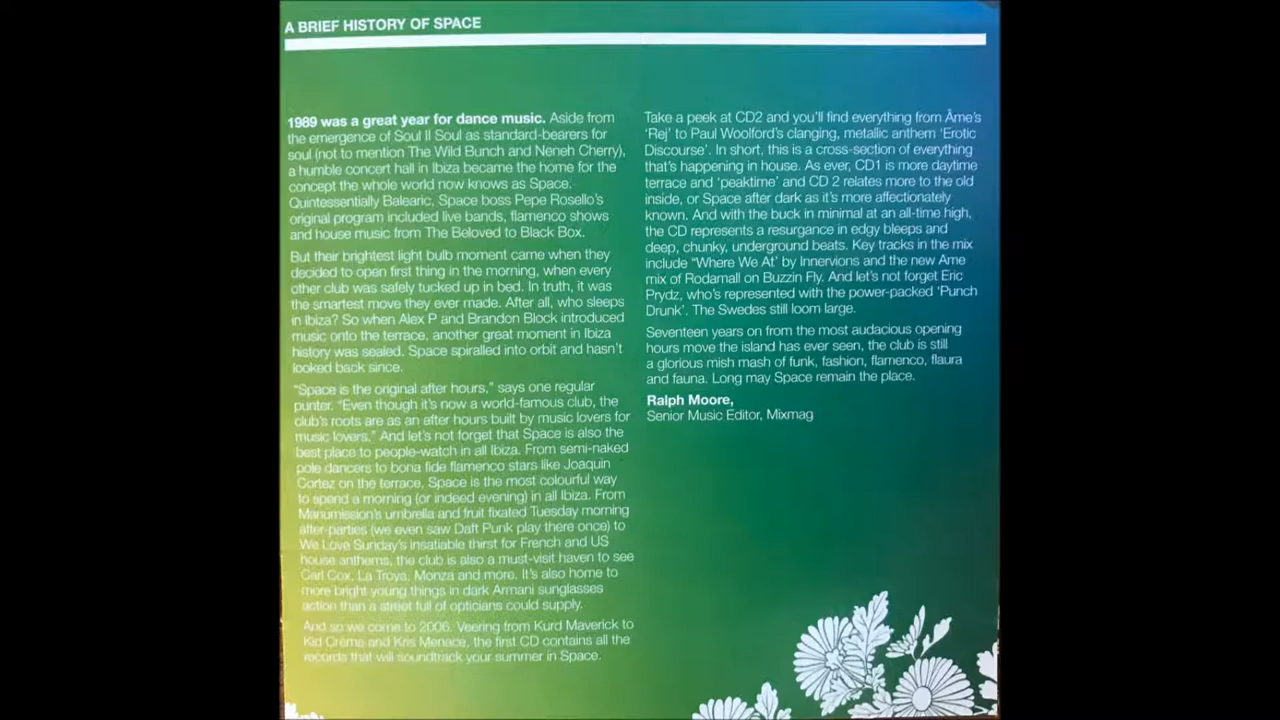 A BRIEF HISTORY OF SPACE
1989 was a great year for dance music. Aside from
the emergence of Soul II Soul as standard-bearers for
soul (not to mention The Wild Bunch and Neneh Cherry),
a humble concert hall in Ibiza became the home for the
concept the whole world now knows as Space.
Quintessentially Balearic, Space boss Pepe Rosello's
original program included live bands, flamenco shows
and house music from The Beloved to Black Box.
But their brightest light bulb moment came when they
decided to open first thing in the morning, when every
other club was safely tucked up in bed. In truth, it was
the smartest move they ever made. After all, who sleeps
in Ibiza? So when Alex P and Brandon Block introduced
music onto the terrace, another great moment in Ibiza
history was sealed. Space spiralled into orbit and hasn't
looked back since.
"Space is the original after hours," says one regular
punter. "Even though it's now a world-famous club, the
club's roots are as an after hours built by music lovers for
music lovers." And let's not forget that Space is also the
best place to people-watch in all Ibiza. From semi-naked
pole dancers to bona fide flamenco stars like Joaquin
Cortez on the terrace, Space is the most colourful way
to spend a morning (or indeed evening) in all Ibiza. From
Manumission's umbrella and fruit fixated Tuesday morning
after-parties (we even saw Daft Punk play there once) to
We Love Sunday's insatiable thirst for French and US
house anthems, the club is also a must-visit haven to see
Carl Cox, La Troya, Monza and more. It's also home to
more bright young things in dark Armani sunglasses
action than a street full of opticians could supply.
And so we come to 2006. Veering from Kurd Maverick to
Kid Creme and Kris Menace, the first CD contains all the
records that will soundtrack your summer in Space.
Take a peek at CD2 and you'll find everything from Âme's
'Rej' to Paul Woolford's clanging, metallic anthem 'Erotic
Discourse'. In short, this is a cross-section of everything
that's happening in house. As ever, CD1 is more daytime
terrace and 'peaktime' and CD 2 relates more to the old
inside, or Space after dark as it's more affectionately
known. And with the buck in minimal at an all-time high,
the CD represents a resurgance in edgy bleeps and
deep, chunky, underground beats. Key tracks in the mix
include "Where We At' by Innervions and the new Ame
mix of Rodamall on Buzzin Fly. And let's not forget Eric
Prydz, who's represented with the power-packed 'Punch
Drunk'. The Swedes still loom large.
Seventeen years on from the most audacious opening
hours move the island has ever seen, the club is still
a glorious mish mash of funk, fashion, flamenco, flaura
and fauna. Long may Space remain the place.
Ralph Moore,
Senior Music Editor, Mixmag